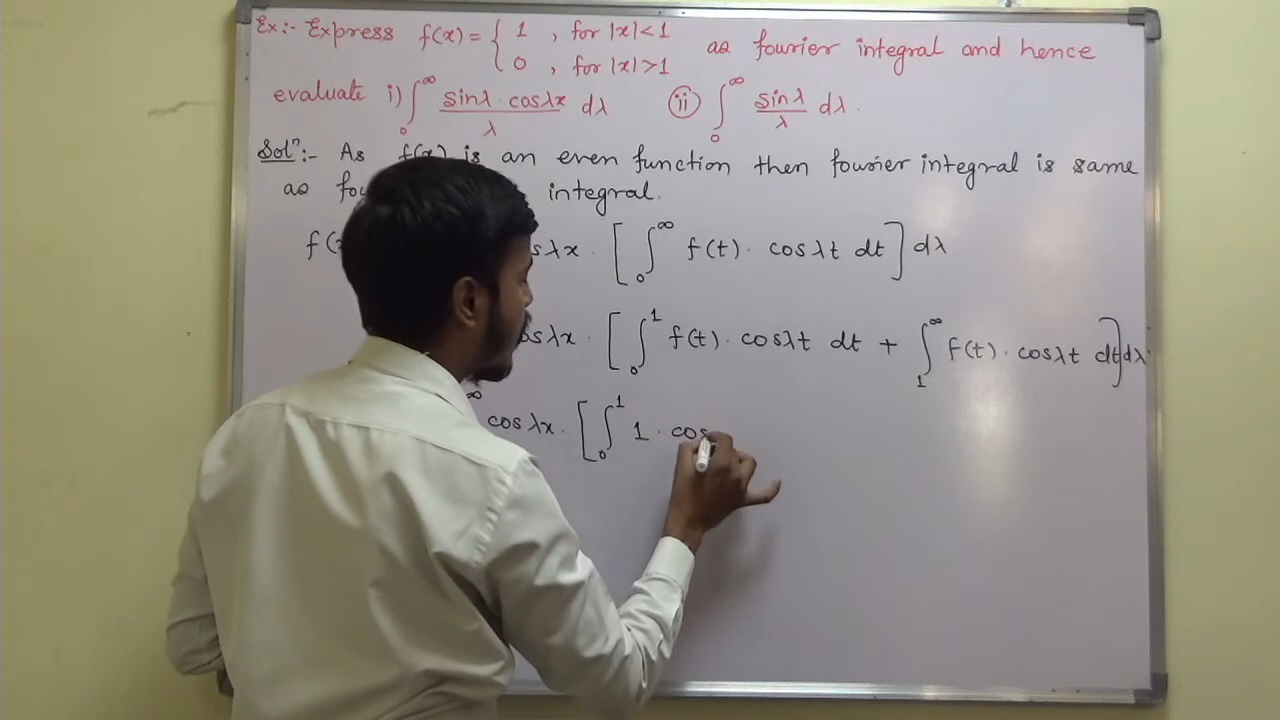 Ex:- Express f(x) = { 1 , for |x|<1
0 , for |x|>1 as fourier integral and hence
evaluate i) ∫₀^∞ sinλ·cosλx / λ dλ (ii) ∫₀^∞ sinλ / λ dλ.
Solⁿ:- As f(x) is an even function then fourier integral is same
as integral.
cosλx · [ ∫₀^∞ f(t) · cosλt dt ] dλ
cosλx · [ ∫₀^1 f(t) · cosλt dt + ∫₁^∞ f(t) · cosλt dt ] dλ
∞ cosλx · [ ∫₀^1 1 · cos